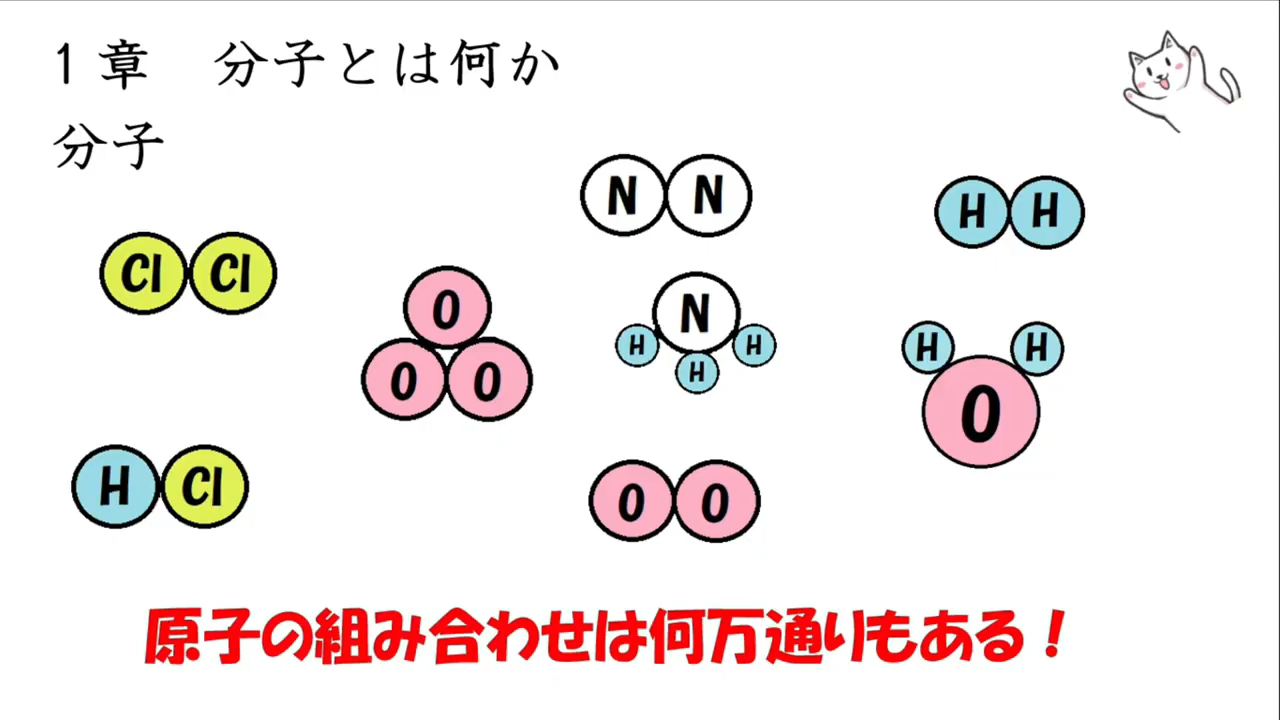 1章　分子とは何か
分子
N N
H H
Cl Cl
O
O O
N
H H H
H H
O
H Cl
O O
原子の組み合わせは何万通りもある！